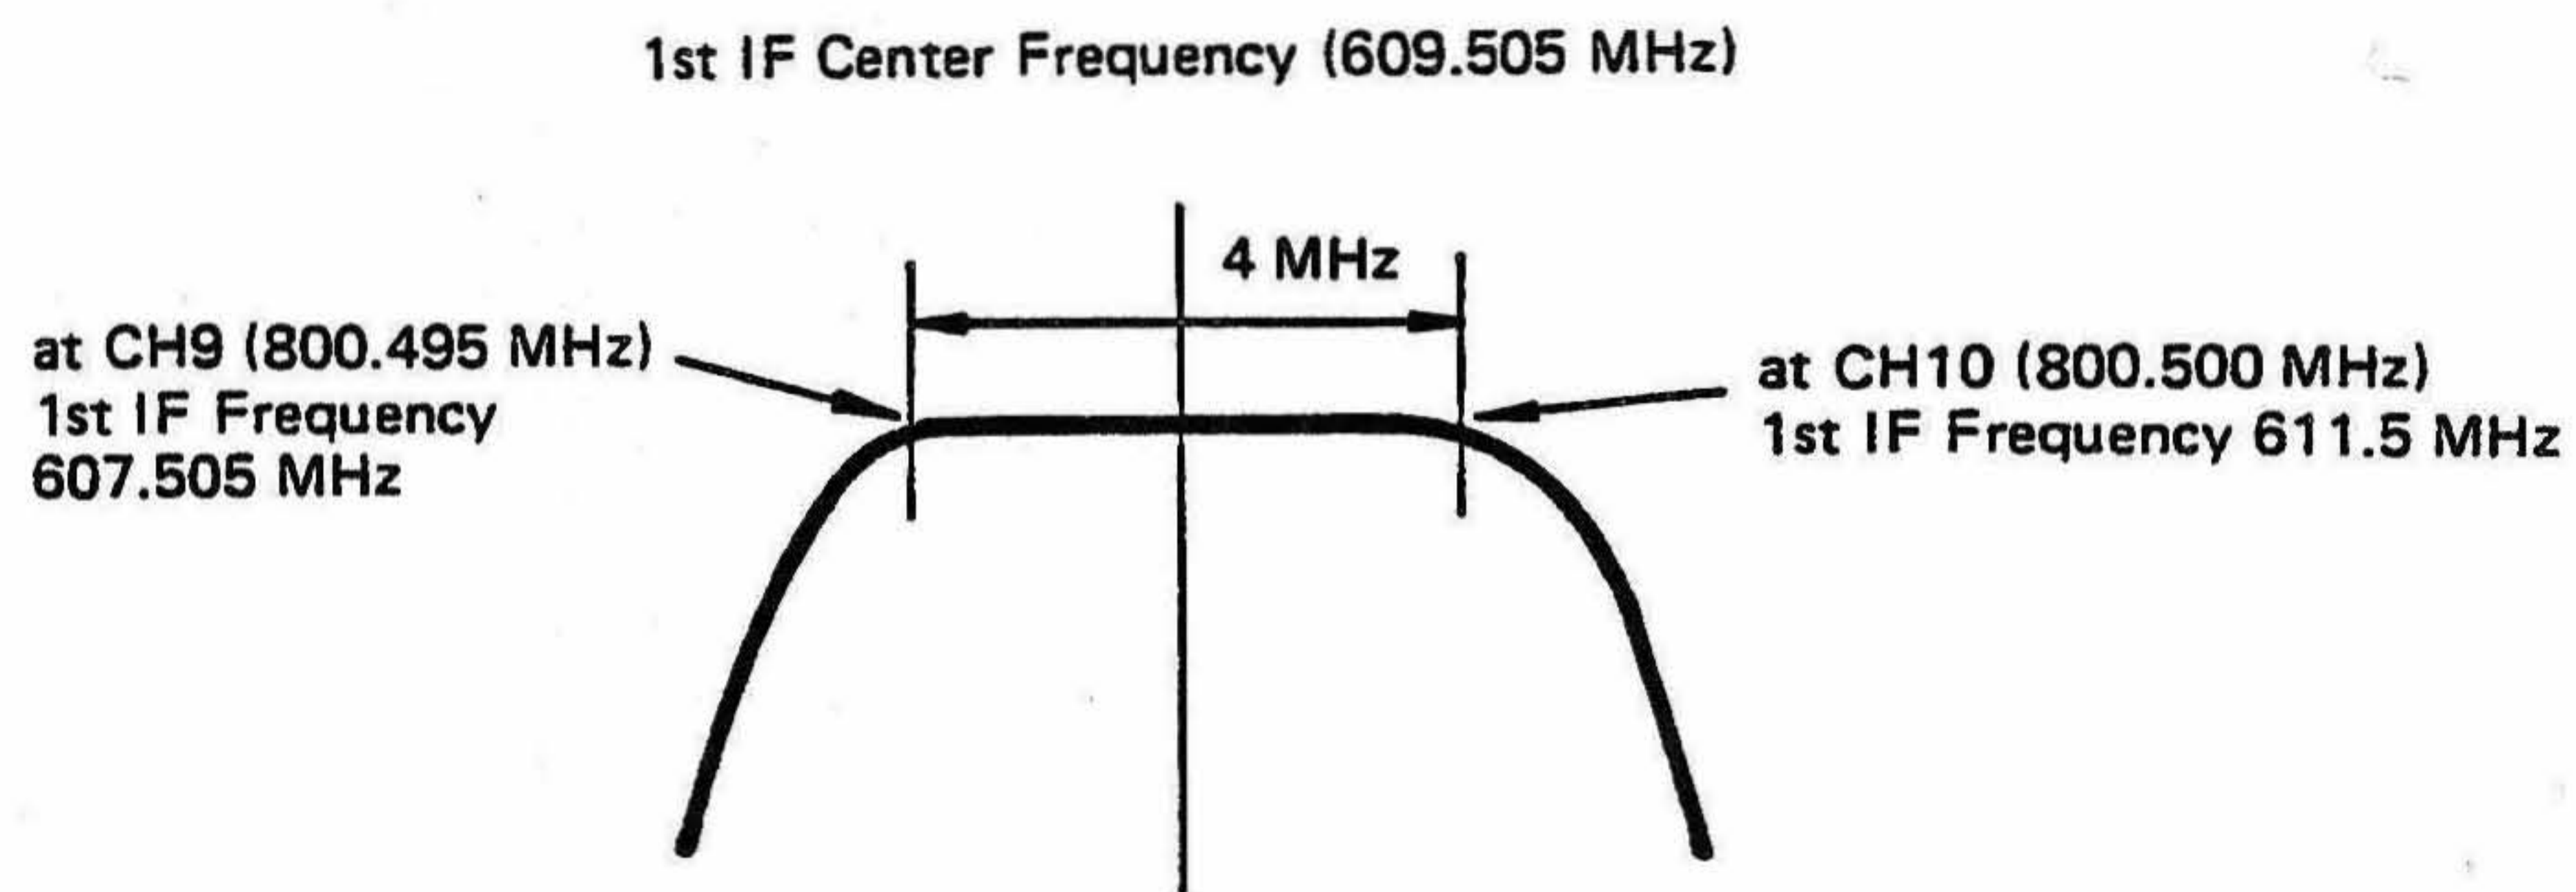 1st IF Center Frequency (609.505 MHz)
4 MHz
at CH9 (800.495 MHz)
1st IF Frequency
607.505 MHz
at CH10 (800.500 MHz)
1st IF Frequency 611.5 MHz